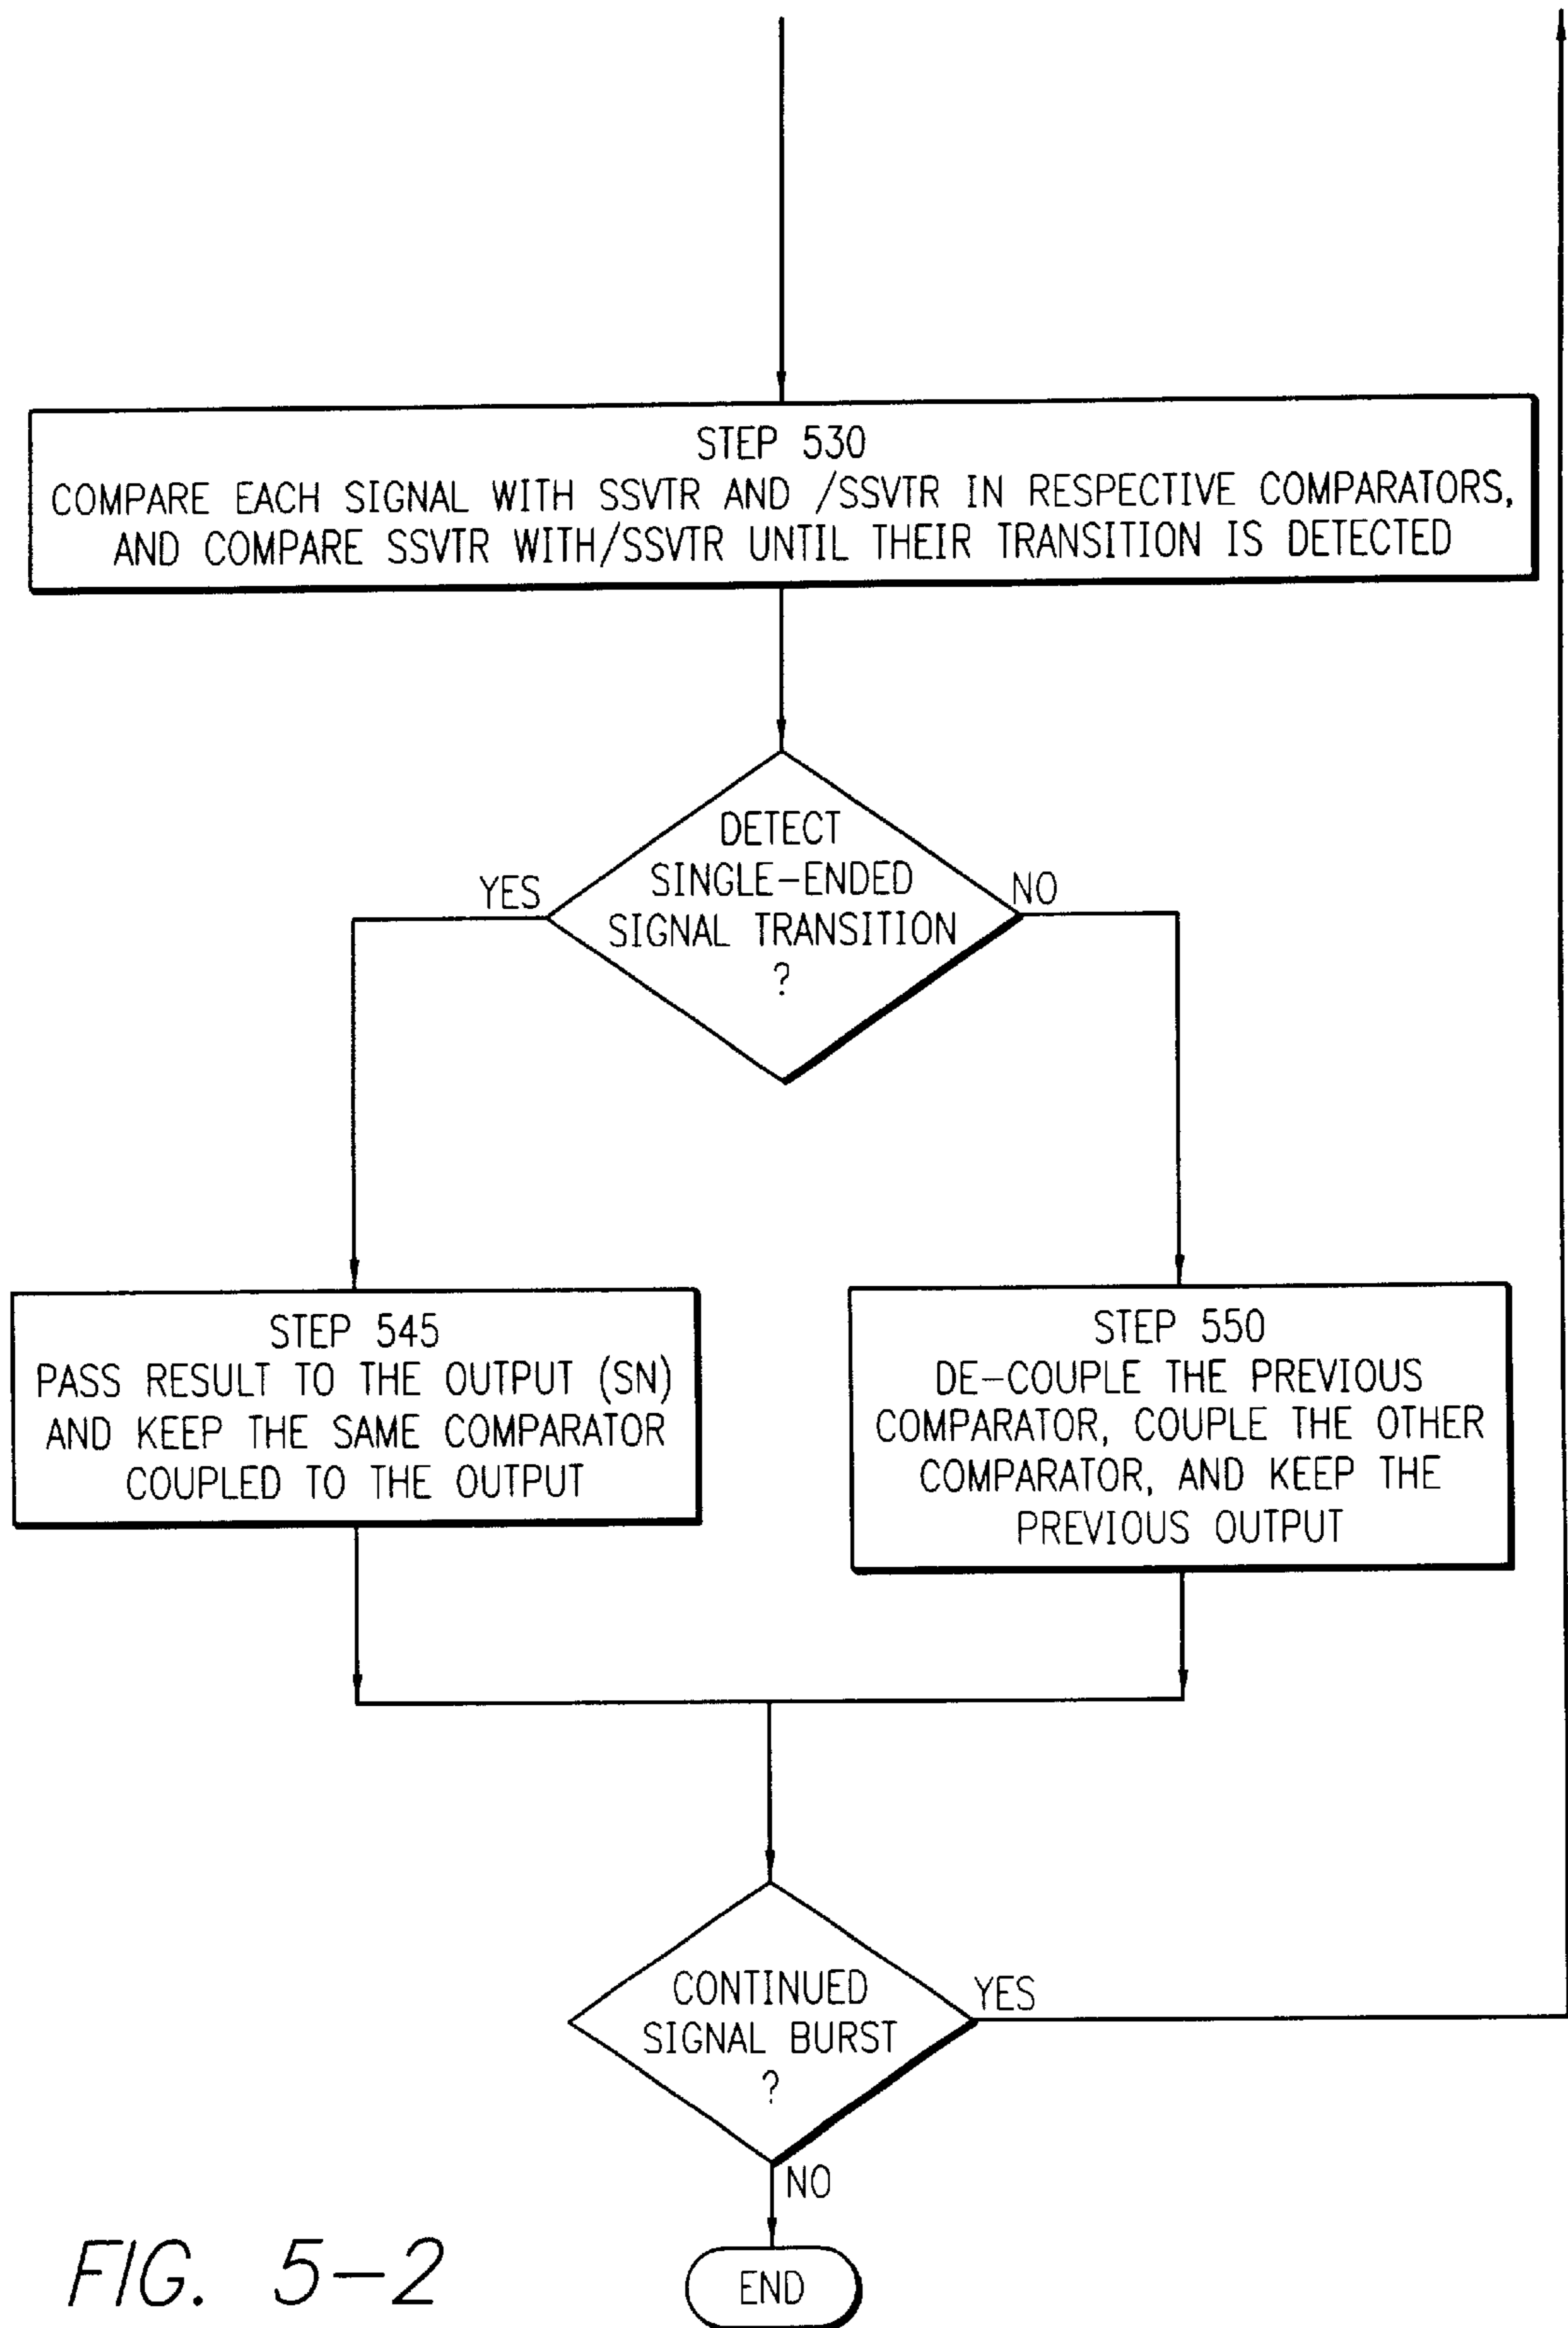 STEP 530
COMPARE EACH SIGNAL WITH SSVTR AND /SSVTR IN RESPECTIVE COMPARATORS,
AND COMPARE SSVTR WITH/SSVTR UNTIL THEIR TRANSITION IS DETECTED
DETECT
SINGLE-ENDED
SIGNAL TRANSITION
?
YES
NO
STEP 545
PASS RESULT TO THE OUTPUT (SN)
AND KEEP THE SAME COMPARATOR
COUPLED TO THE OUTPUT
STEP 550
DE-COUPLE THE PREVIOUS
COMPARATOR, COUPLE THE OTHER
COMPARATOR, AND KEEP THE
PREVIOUS OUTPUT
CONTINUED
SIGNAL BURST
?
YES
NO
END
FIG. 5-2